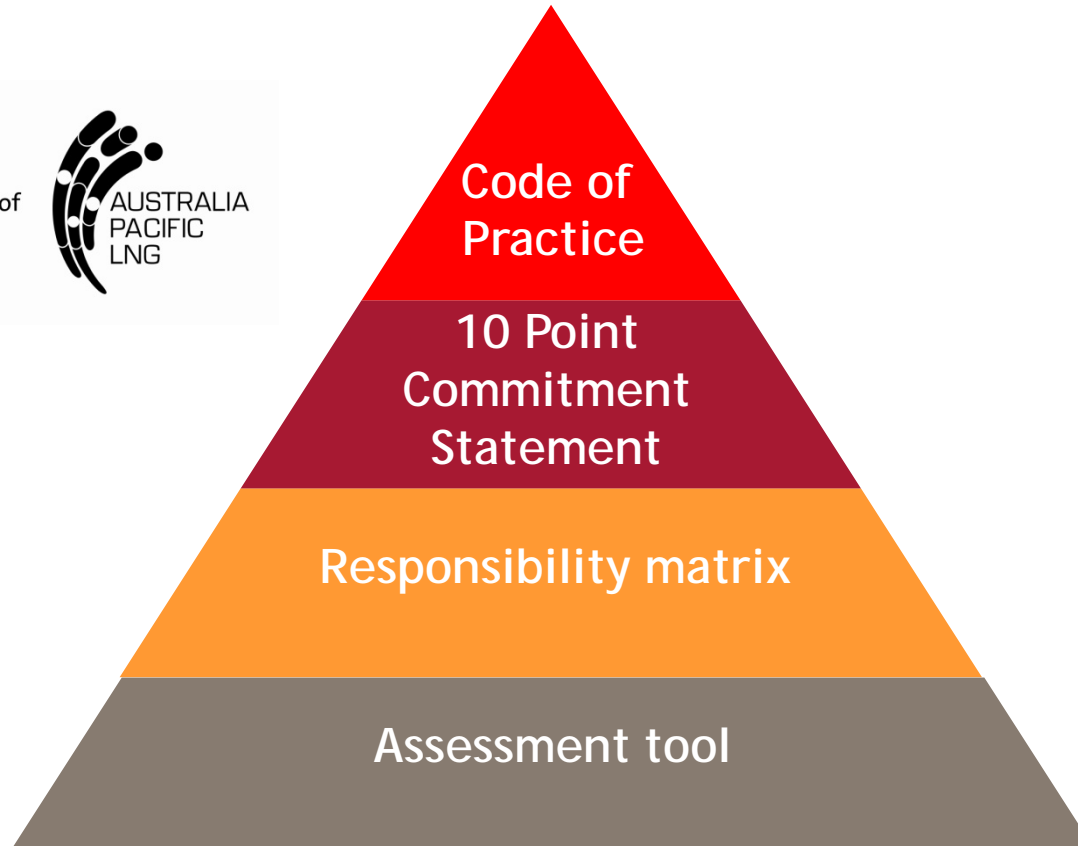 of
AUSTRALIA
PACIFIC
LNG
Code of
Practice
10 Point
Commitment
Statement
Responsibility matrix
Assessment tool